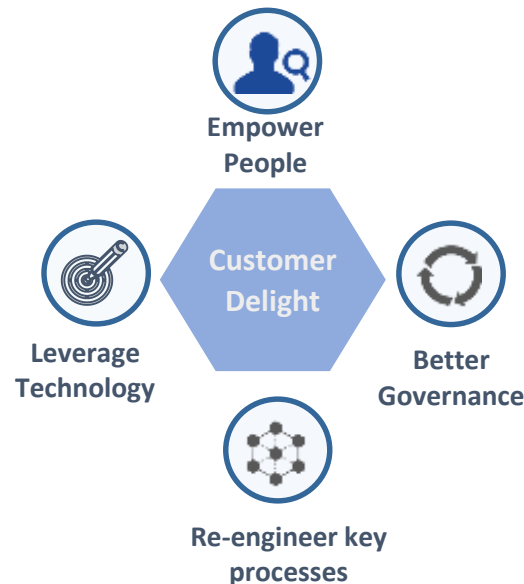 Empower
People
Customer
Delight
Leverage
Technology
Better
Governance
Re-engineer key
processes